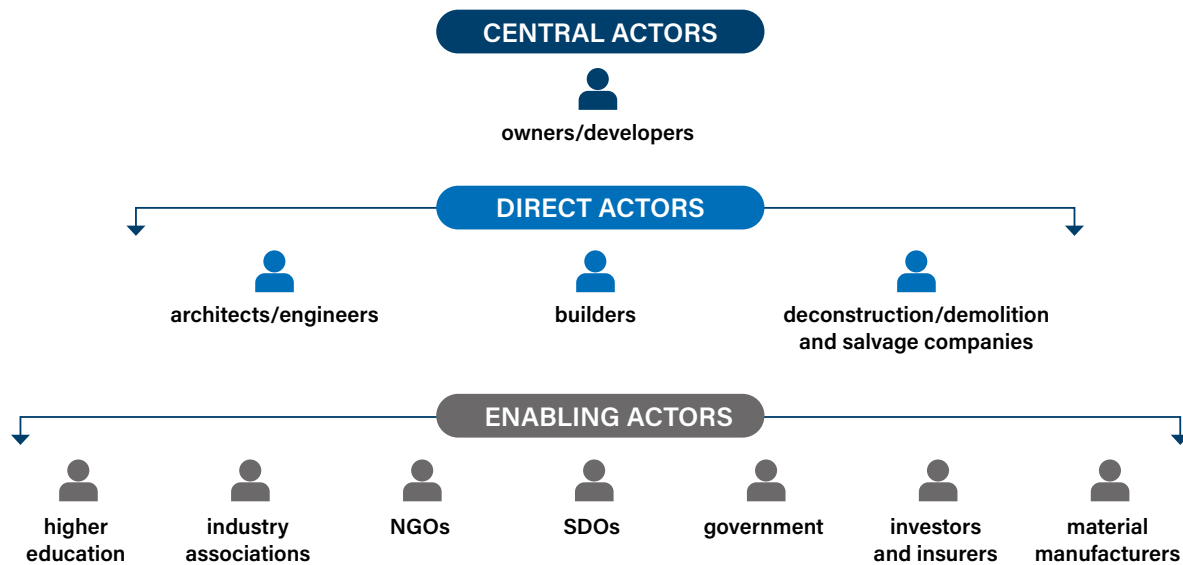 CENTRAL ACTORS
owners/developers
DIRECT ACTORS
architects/engineers
builders
deconstruction/demolition
and salvage companies
ENABLING ACTORS
higher
education
industry
associations
NGOs
SDOs
government
investors
and insurers
material
manufacturers